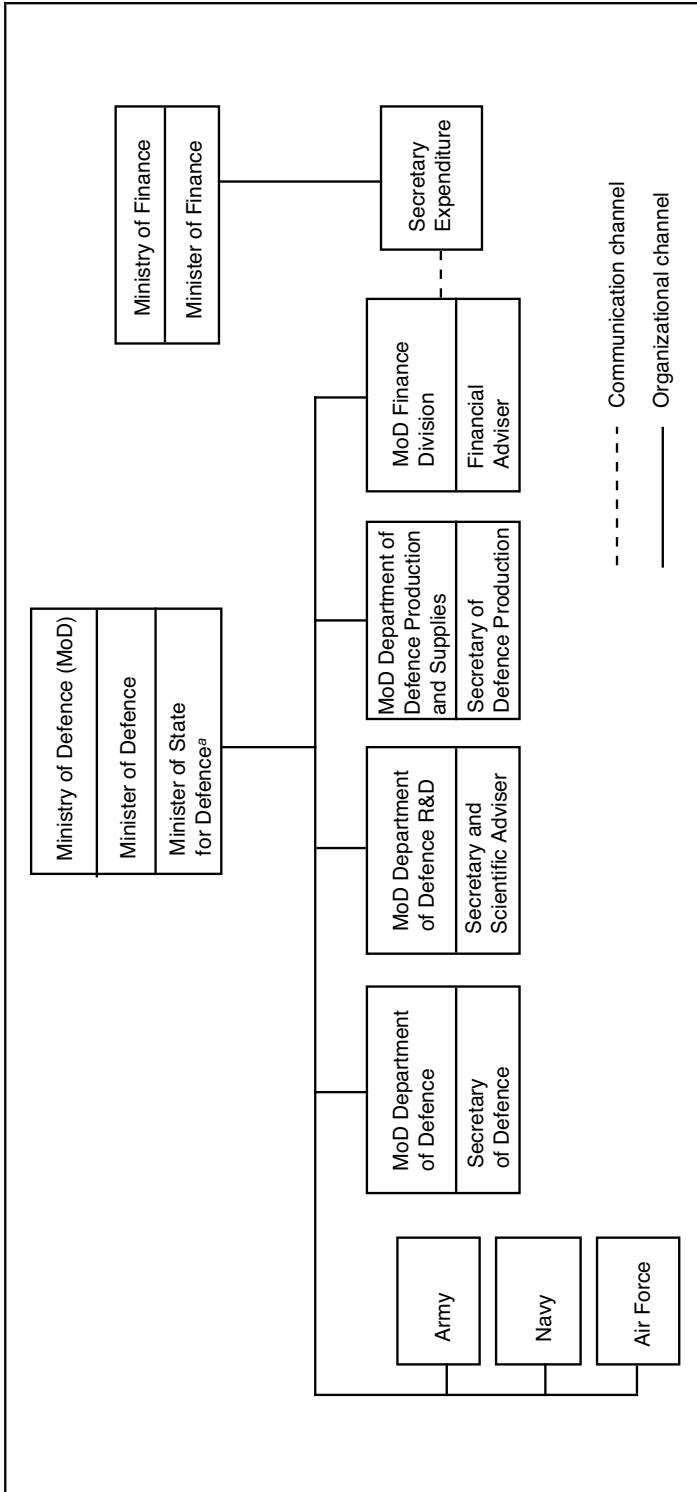 Ministry of Defence (MoD)
Minister of Defence
Minister of State
for Defenceᵃ
Ministry of Finance
Minister of Finance
Army
Navy
Air Force
MoD Department
of Defence
Secretary
of Defence
MoD Department
of Defence R&D
Secretary and
Scientific Adviser
MoD Department of
Defence Production
and Supplies
Secretary of
Defence Production
MoD Finance
Division
Financial
Adviser
Secretary
Expenditure
Communication channel
Organizational channel